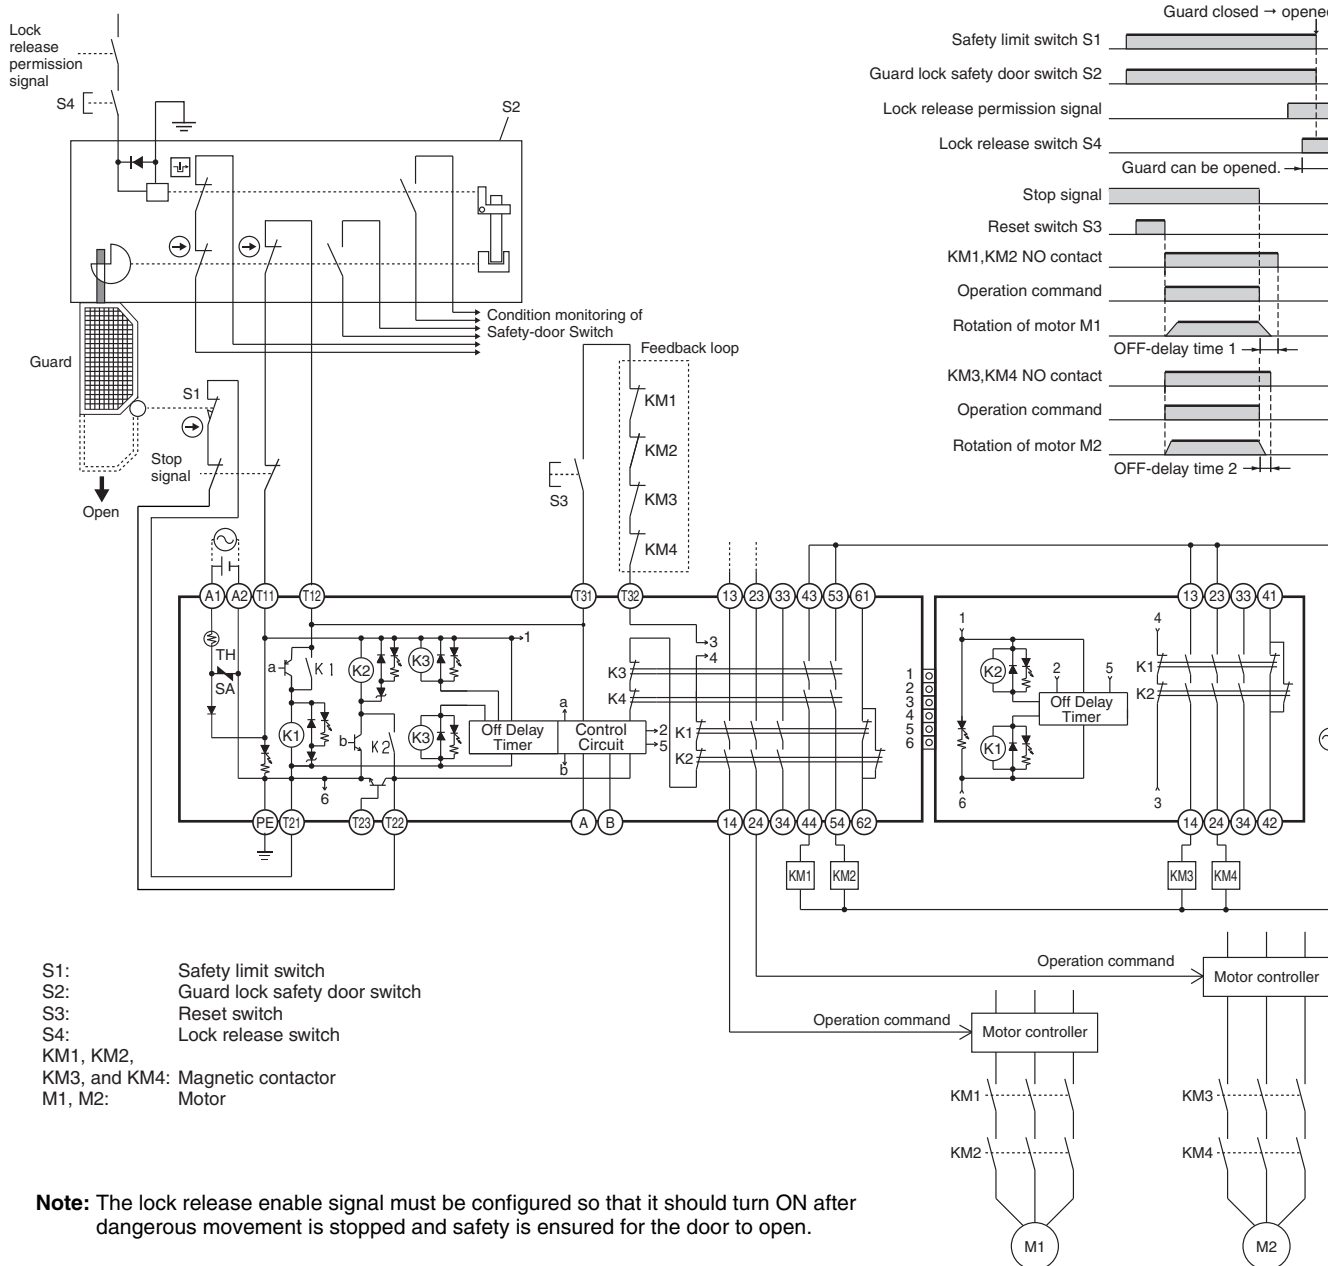 Lock
release
permission
signal
S4
S2
Guard
S1
Stop
signal
Open
Condition monitoring of
Safety-door Switch
Feedback loop
KM1
KM2
KM3
KM4
S3
Guard closed → opened
Safety limit switch S1
Guard lock safety door switch S2
Lock release permission signal
Lock release switch S4
Guard can be opened.
Stop signal
Reset switch S3
KM1,KM2 NO contact
Operation command
Rotation of motor M1
OFF-delay time 1
KM3,KM4 NO contact
Operation command
Rotation of motor M2
OFF-delay time 2
A1 A2 T11 T12 T31 T32 13 23 33 43 53 61
TH
SA
a
K1
K1
K2
b
K2
K3
K3
1
6
Off Delay
Timer
Control
Circuit
a
b
2
5
3
4
K3
K4
K1
K2
PE T21 T23 T22 A B 14 24 34 44 54 62
1
2
3
4
5
6
13 23 33 41
1
K2
K1
6
2
5
Off Delay
Timer
4
K1
K2
3
14 24 34 42
KM1
KM2
KM3
KM4
Operation command
Motor controller
Operation command
Motor controller
KM1
KM2
KM3
KM4
M1
M2
S1: Safety limit switch
S2: Guard lock safety door switch
S3: Reset switch
S4: Lock release switch
KM1, KM2,
KM3, and KM4: Magnetic contactor
M1, M2: Motor
Note: The lock release enable signal must be configured so that it should turn ON after
dangerous movement is stopped and safety is ensured for the door to open.